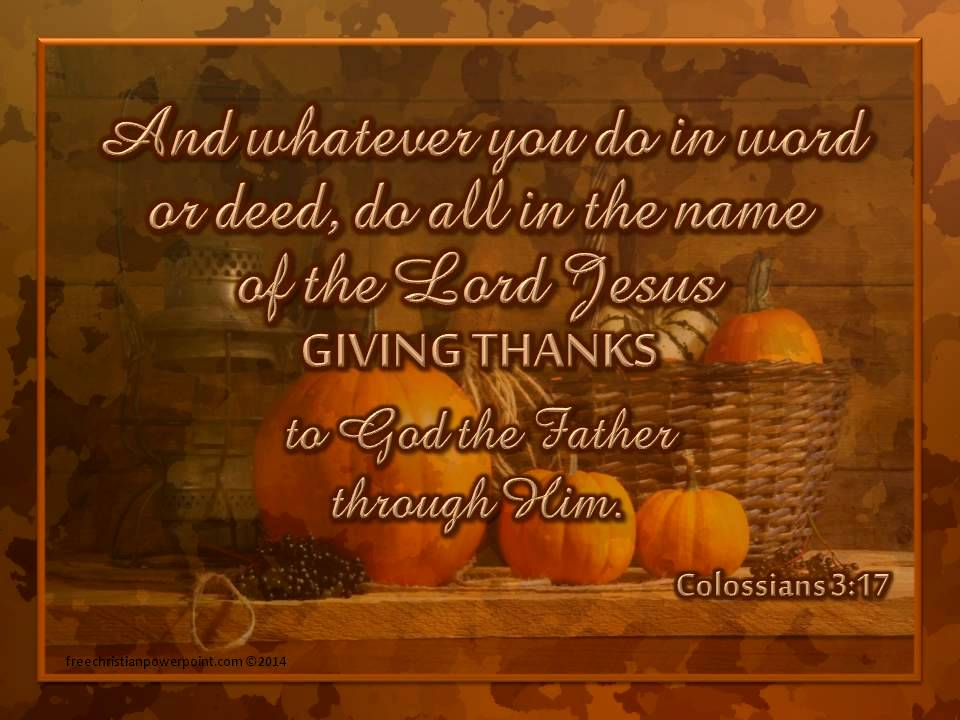 And whatever you do in word
or deed, do all in the name
of the Lord Jesus
GIVING THANKS
to God the Father
through Him.
Colossians 3:17
freechristianpowerpoint.com ©2014